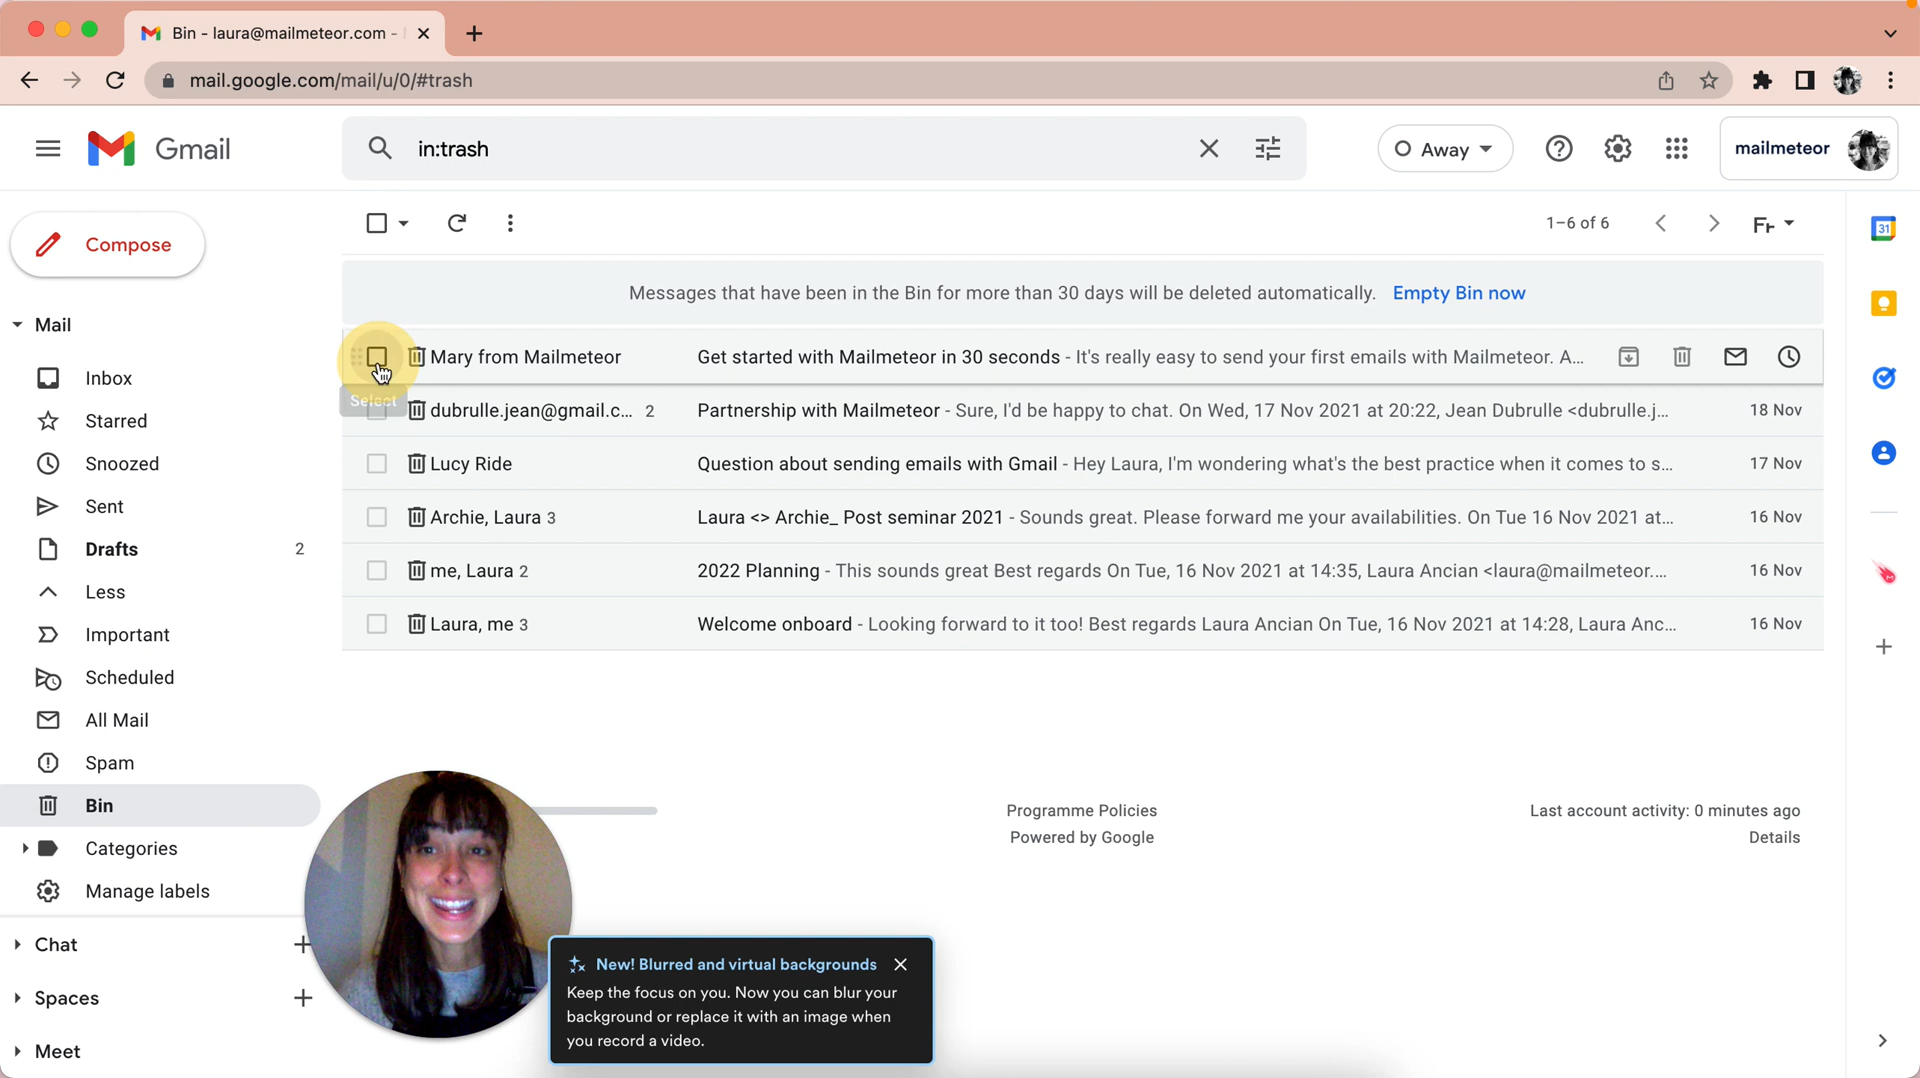 Bin - laura@mailmeteor.com -
mail.google.com/mail/u/0/#trash
Gmail
in:trash
Away
mailmeteor
Compose
1–6 of 6
Messages that have been in the Bin for more than 30 days will be deleted automatically. Empty Bin now
Mail
Inbox
Starred
Snoozed
Sent
Drafts 2
Less
Important
Scheduled
All Mail
Spam
Bin
Categories
Manage labels
Chat
Spaces
Meet
Mary from Mailmeteor Get started with Mailmeteor in 30 seconds - It's really easy to send your first emails with Mailmeteor. A...
Select
dubrulle.jean@gmail.c... 2 Partnership with Mailmeteor - Sure, I'd be happy to chat. On Wed, 17 Nov 2021 at 20:22, Jean Dubrulle <dubrulle.j... 18 Nov
Lucy Ride Question about sending emails with Gmail - Hey Laura, I'm wondering what's the best practice when it comes to s... 17 Nov
Archie, Laura 3 Laura <> Archie_ Post seminar 2021 - Sounds great. Please forward me your availabilities. On Tue 16 Nov 2021 at... 16 Nov
me, Laura 2 2022 Planning - This sounds great Best regards On Tue, 16 Nov 2021 at 14:35, Laura Ancian <laura@mailmeteor.... 16 Nov
Laura, me 3 Welcome onboard - Looking forward to it too! Best regards Laura Ancian On Tue, 16 Nov 2021 at 14:28, Laura Anc... 16 Nov
Programme Policies
Powered by Google
Last account activity: 0 minutes ago
Details
New! Blurred and virtual backgrounds
Keep the focus on you. Now you can blur your
background or replace it with an image when
you record a video.
31